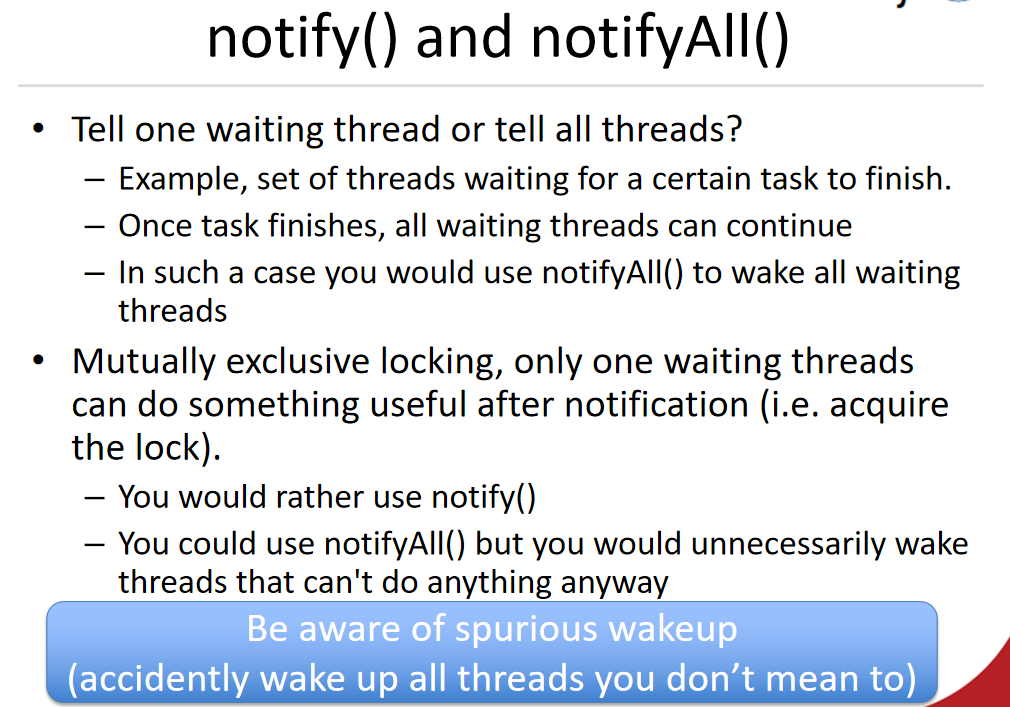 notify() and notifyAll()
• Tell one waiting thread or tell all threads?
– Example, set of threads waiting for a certain task to finish.
– Once task finishes, all waiting threads can continue
– In such a case you would use notifyAll() to wake all waiting
threads
• Mutually exclusive locking, only one waiting threads
can do something useful after notification (i.e. acquire
the lock).
– You would rather use notify()
– You could use notifyAll() but you would unnecessarily wake
threads that can't do anything anyway
Be aware of spurious wakeup
(accidently wake up all threads you don’t mean to)